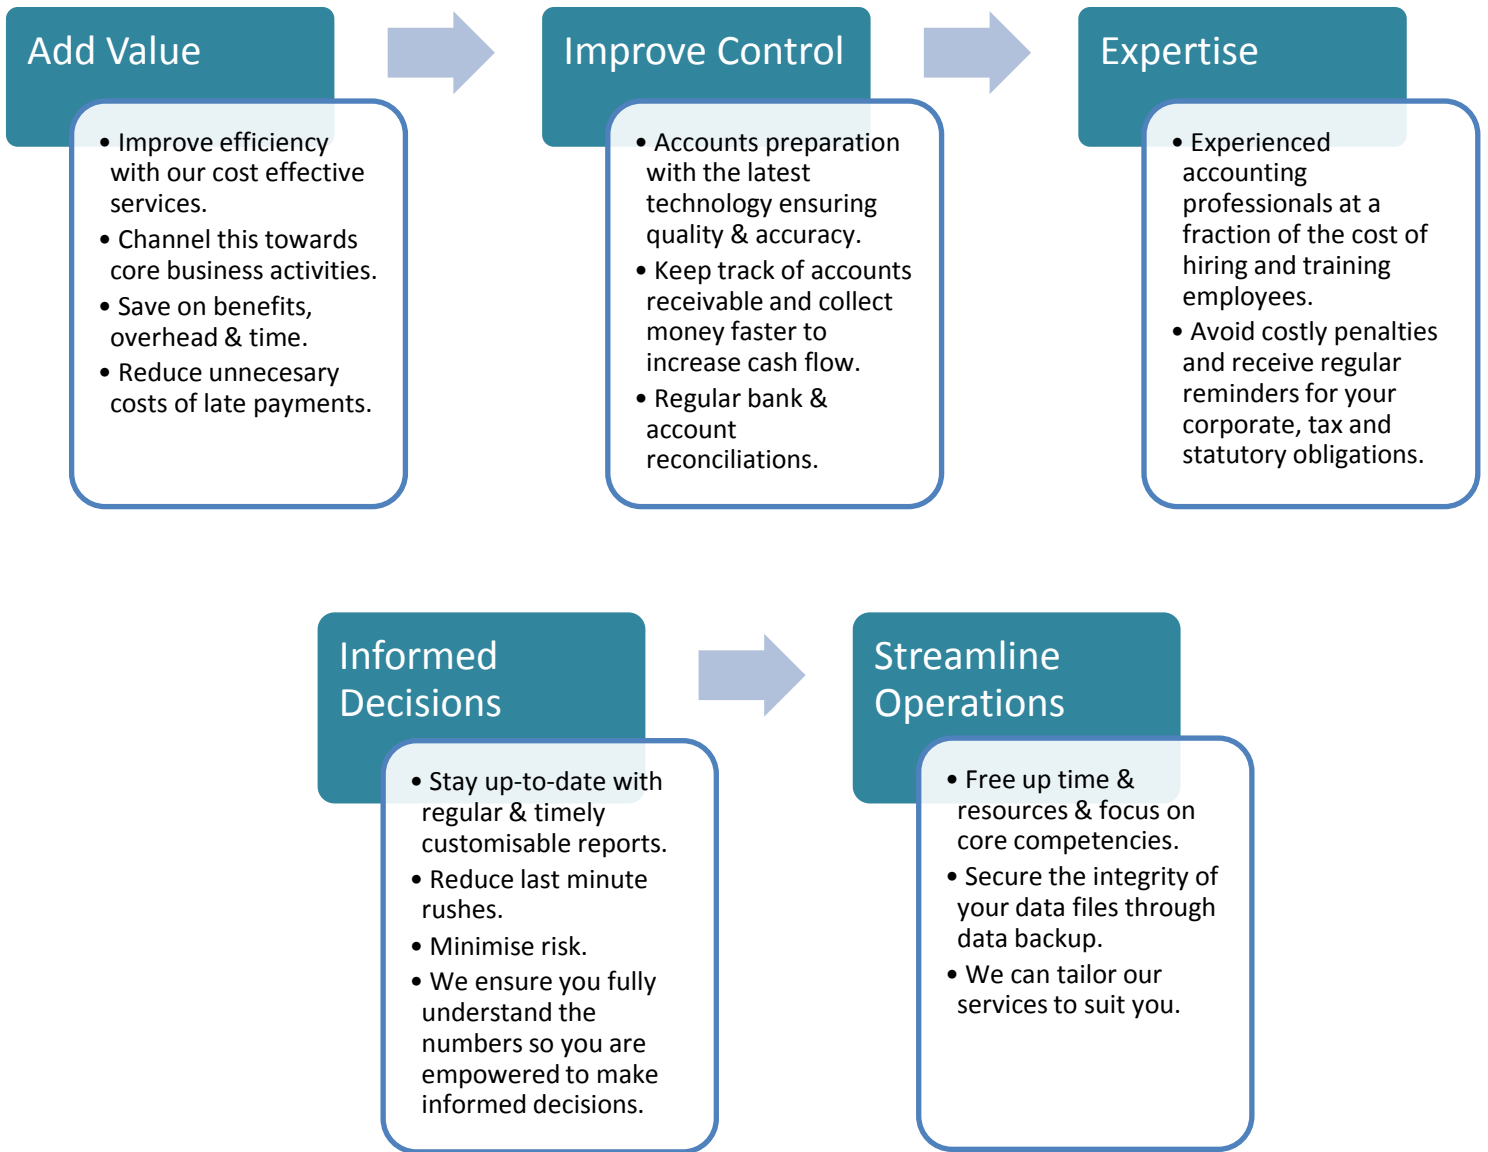 Add Value
• Improve efficiency
with our cost effective
services.
• Channel this towards
core business activities.
• Save on benefits,
overhead & time.
• Reduce unnecesary
costs of late payments.
Improve Control
• Accounts preparation
with the latest
technology ensuring
quality & accuracy.
• Keep track of accounts
receivable and collect
money faster to
increase cash flow.
• Regular bank &
account
reconciliations.
Expertise
• Experienced
accounting
professionals at a
fraction of the cost of
hiring and training
employees.
• Avoid costly penalties
and receive regular
reminders for your
corporate, tax and
statutory obligations.
Informed
Decisions
• Stay up-to-date with
regular & timely
customisable reports.
• Reduce last minute
rushes.
• Minimise risk.
• We ensure you fully
understand the
numbers so you are
empowered to make
informed decisions.
Streamline
Operations
• Free up time &
resources & focus on
core competencies.
• Secure the integrity of
your data files through
data backup.
• We can tailor our
services to suit you.